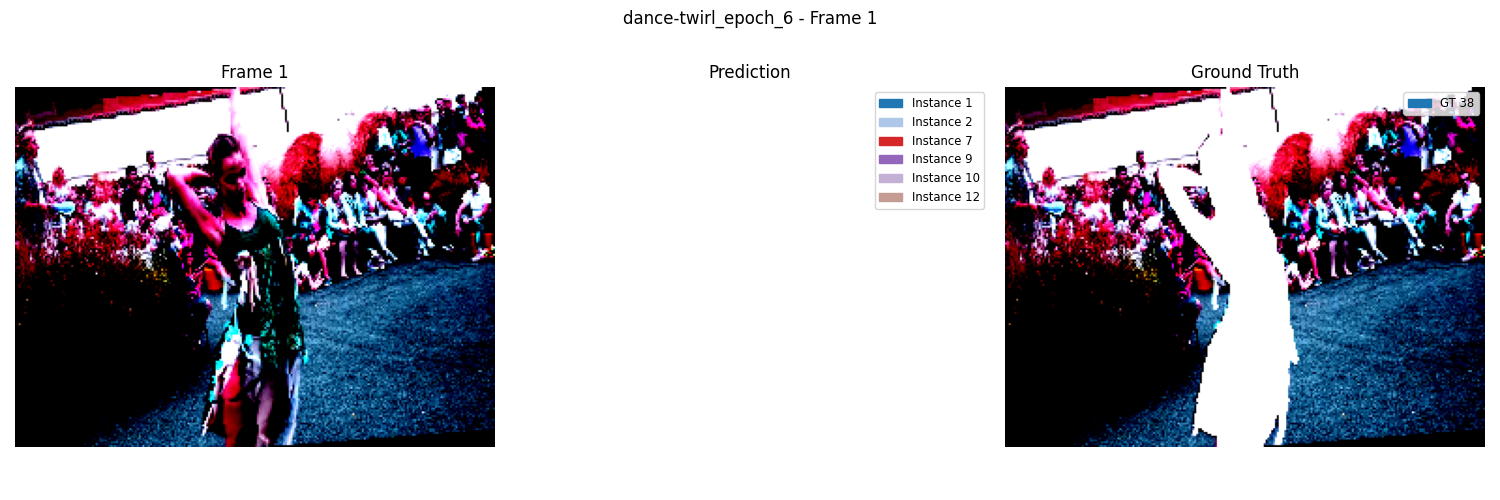 dance-twirl_epoch_6 - Frame 1
Frame 1
Prediction
Ground Truth
Instance 1
Instance 2
Instance 7
Instance 9
Instance 10
Instance 12
GT 38